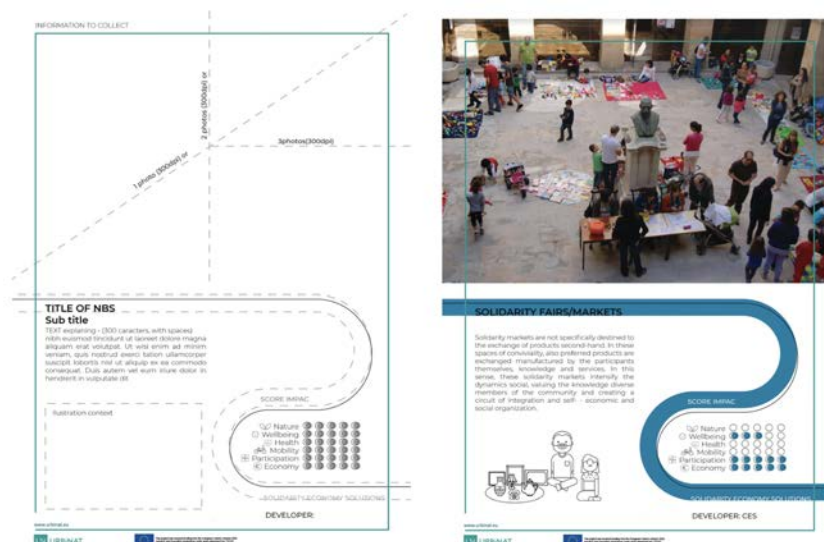 INFORMATION TO COLLECT
2 photos (300dpi) or
3photos(300dpi)
1 photo (300dpi) or
TITLE OF NBS
Sub title
TEXT explaning - (300 caracters, with spaces)
nibh euismod tincidunt ut laoreet dolore magna
aliquam erat volutpat. Ut wisi enim ad minim
veniam, quis nostrud exerci tation ullamcorper
suscipit lobortis nisl ut aliquip ex ea commodo
consequat. Duis autem vel eum iriure dolor in
hendrerit in vulputate dit
Ilustration context
SCORE IMPAC
Nature
Wellbeing
Health
Mobility
Participation
Economy
SOLIDARITY ECONOMY SOLUTIONS
DEVELOPER:
www.urbinat.eu
URBiNAT
SOLIDARITY FAIRS/MARKETS
Solidarity markets are not specifically destined to
the exchange of products second-hand. In these
spaces of conviviality, also preferred products are
exchanged manufactured by the participants
themselves, knowledge and services. In this
sense, these solidarity markets intensify the
dynamics social, valuing the knowledge diverse
members of the community and creating a
circuit of integration and self- - economic and
social organization.
SCORE IMPAC
Nature
Wellbeing
Health
Mobility
Participation
Economy
SOLIDARITY ECONOMY SOLUTIONS
DEVELOPER: CES
www.urbinat.eu
URBiNAT